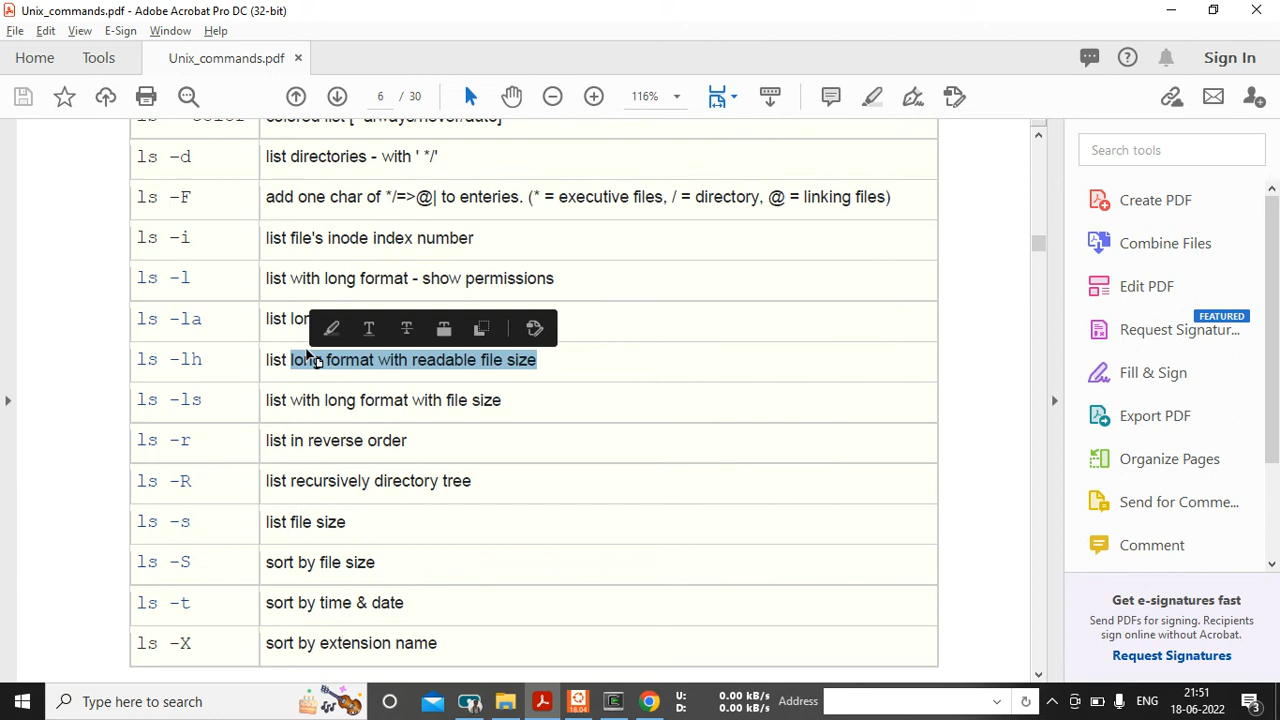 Unix_commands.pdf - Adobe Acrobat Pro DC (32-bit)
File Edit View E-Sign Window Help
Home Tools Unix_commands.pdf × Sign In
6 / 30 116%
ls -d list directories - with ' */'
ls -F add one char of */=>@| to enteries. (* = executive files, / = directory, @ = linking files)
ls -i list file's inode index number
ls -l list with long format - show permissions
ls -la list
ls -lh list long format with readable file size
ls -ls list with long format with file size
ls -r list in reverse order
ls -R list recursively directory tree
ls -s list file size
ls -S sort by file size
ls -t sort by time & date
ls -X sort by extension name
Search tools
Create PDF
Combine Files
Edit PDF
FEATURED
Request Signatur...
Fill & Sign
Export PDF
Organize Pages
Send for Comme...
Comment
Get e-signatures fast
Send PDFs for signing. Recipients
sign online without Acrobat.
Request Signatures
Type here to search
18.04
U: 0.00 kB/s
D: 0.00 kB/s
Address
ENG
21:51
18-06-2022
3